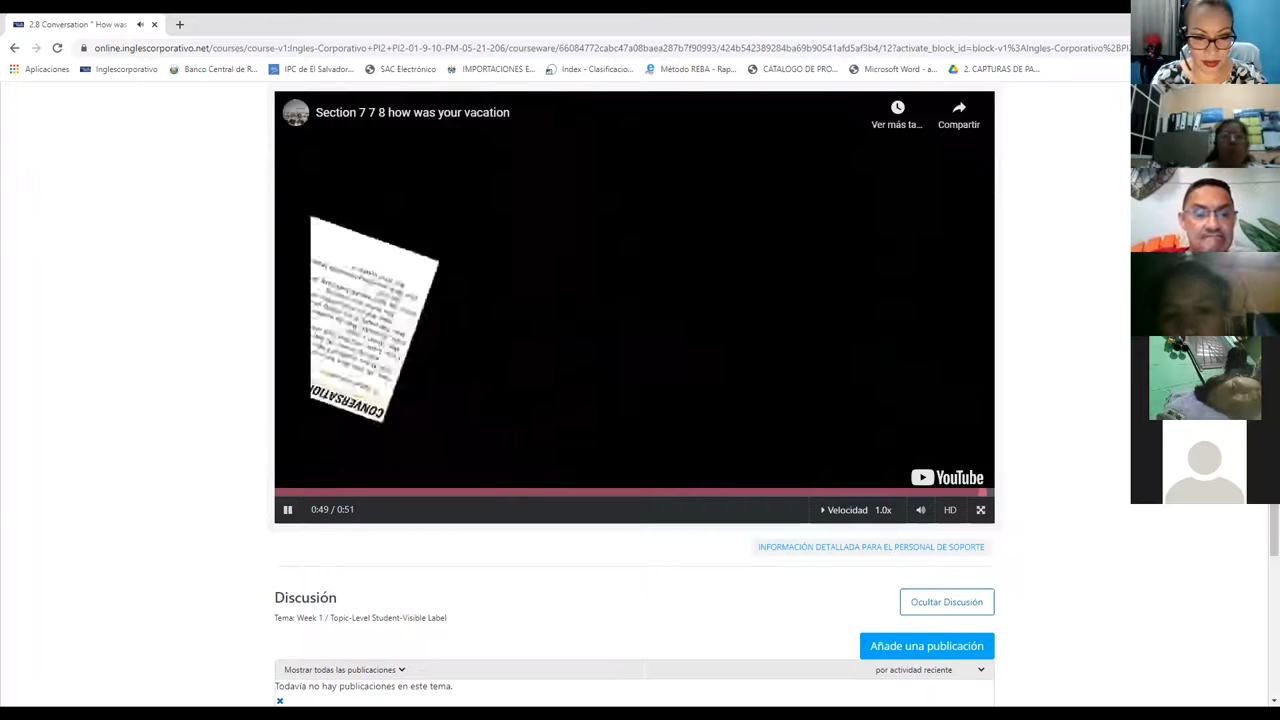 2.8 Conversation " How was
online.inglescorporativo.net/courses/course-v1:Ingles-Corporativo+PI2+PI2-01-9-10-PM-05-21-206/courseware/66084772cabc47a08baea287b7f90993/424b542389284ba69b90541afd5af3b4/12?activate_block_id=block-v1%3AIngles-Corporativo%2BPI
Aplicaciones
Inglescorporativo
Banco Central de R...
IPC de El Salvador...
SAC Electrónico
IMPORTACIONES E...
Index - Clasificacio...
Método REBA - Rap...
CATALOGO DE PRO...
Microsoft Word - a...
2. CAPTURAS DE PA...
Section 7 7 8 how was your vacation
Ver más ta...
Compartir
CONVERSATION
YouTube
0:49 / 0:51
Velocidad 1.0x
HD
INFORMACIÓN DETALLADA PARA EL PERSONAL DE SOPORTE
Discusión
Ocultar Discusión
Tema: Week 1 / Topic-Level Student-Visible Label
Añade una publicación
Mostrar todas las publicaciones
por actividad reciente
Todavía no hay publicaciones en este tema.